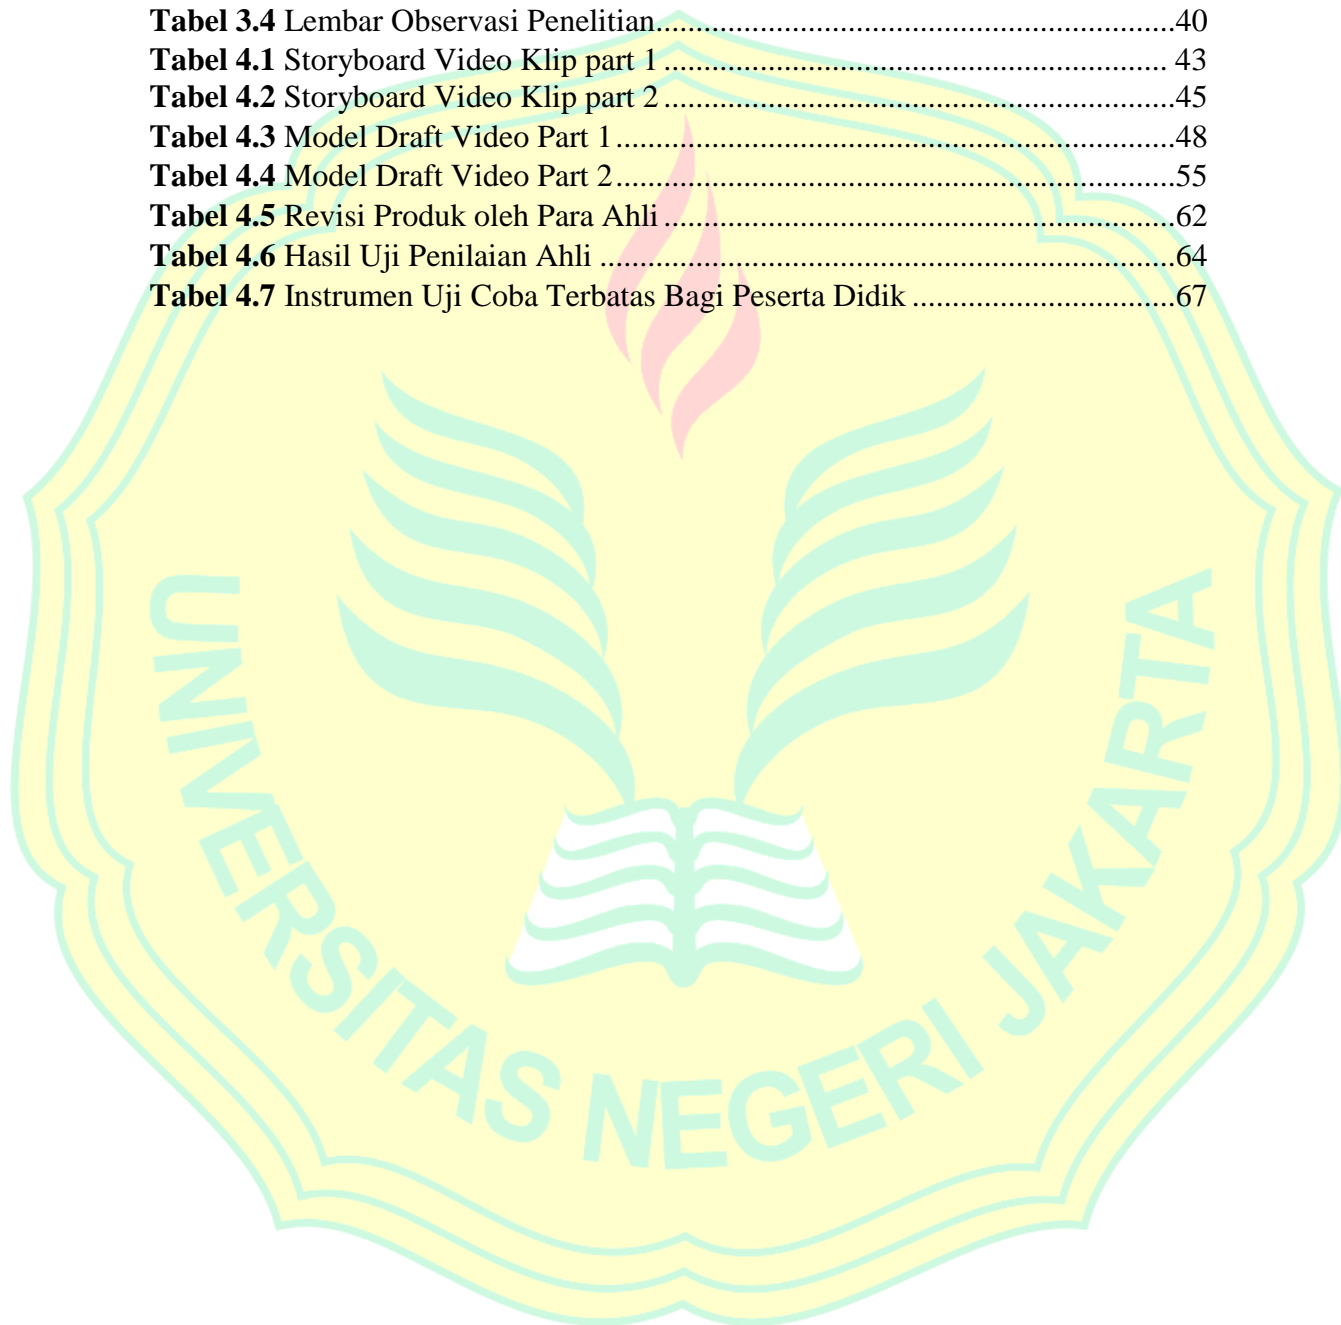 Tabel 3.4 Lembar Observasi Penelitian..................................................................40
Tabel 4.1 Storyboard Video Klip part 1................................................................ 43
Tabel 4.2 Storyboard Video Klip part 2.................................................................45
Tabel 4.3 Model Draft Video Part 1.......................................................................48
Tabel 4.4 Model Draft Video Part 2.......................................................................55
Tabel 4.5 Revisi Produk oleh Para Ahli.................................................................62
Tabel 4.6 Hasil Uji Penilaian Ahli.........................................................................64
Tabel 4.7 Instrumen Uji Coba Terbatas Bagi Peserta Didik.................................67
UNIVERSITAS NEGERI JAKARTA